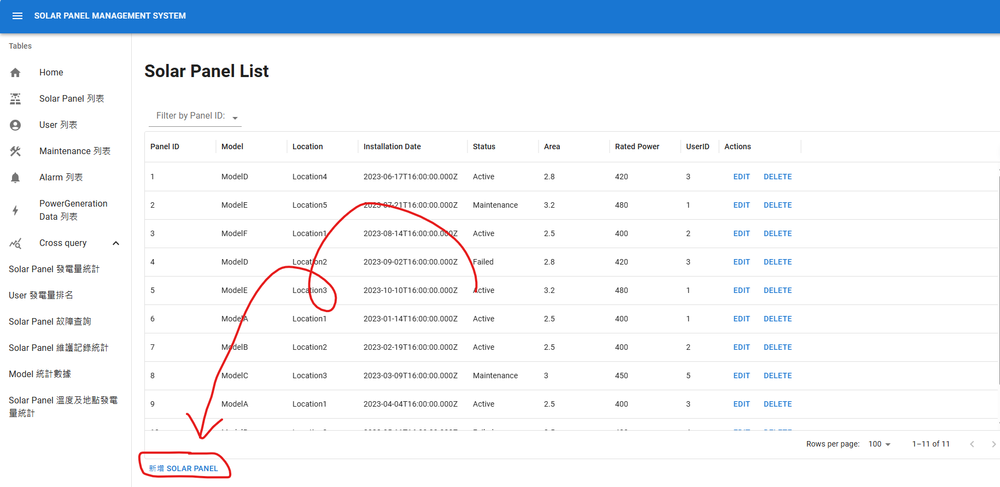 SOLAR PANEL MANAGEMENT SYSTEM
Tables
Home
Solar Panel 列表
User 列表
Maintenance 列表
Alarm 列表
PowerGeneration
Data 列表
Cross query
Solar Panel 發電量統計
User 發電量排名
Solar Panel 故障查詢
Solar Panel 維護記錄統計
Model 統計數據
Solar Panel 溫度及地點發電
量統計
Solar Panel List
Filter by Panel ID:
Panel ID Model Location Installation Date Status Area Rated Power UserID Actions
1 ModelD Location4 2023-06-17T16:00:00.000Z Active 2.8 420 3 EDIT DELETE
2 ModelE Location5 2023-07-21T16:00:00.000Z Maintenance 3.2 480 1 EDIT DELETE
3 ModelF Location1 2023-08-14T16:00:00.000Z Active 2.5 400 2 EDIT DELETE
4 ModelD Location2 2023-09-02T16:00:00.000Z Failed 2.8 420 3 EDIT DELETE
5 ModelE Location3 2023-10-10T16:00:00.000Z Active 3.2 480 1 EDIT DELETE
6 ModelA Location1 2023-01-14T16:00:00.000Z Active 2.5 400 1 EDIT DELETE
7 ModelB Location2 2023-02-19T16:00:00.000Z Active 2.5 400 2 EDIT DELETE
8 ModelC Location3 2023-03-09T16:00:00.000Z Maintenance 3 450 5 EDIT DELETE
9 ModelA Location1 2023-04-04T16:00:00.000Z Active 2.5 400 3 EDIT DELETE
Rows per page: 100 1–11 of 11
新增 SOLAR PANEL